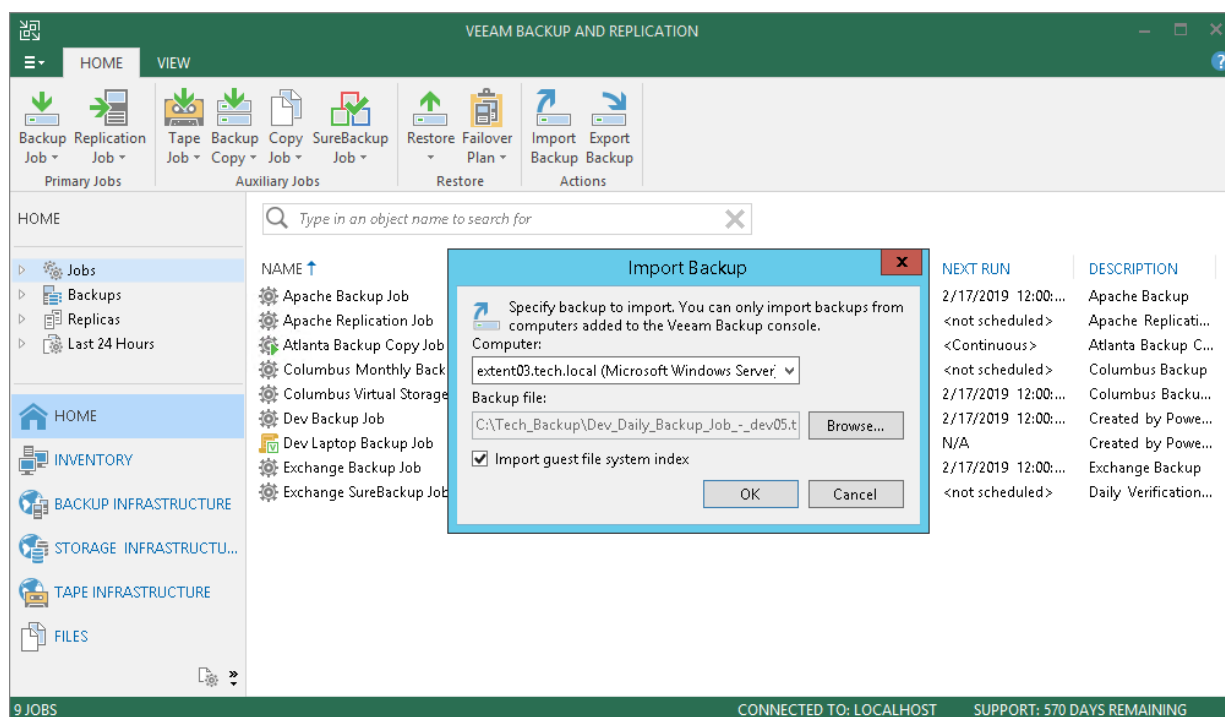 VEEAM BACKUP AND REPLICATION
HOME VIEW
Backup Job
Replication Job
Primary Jobs
Tape Job
Backup Copy
Copy Job
SureBackup Job
Auxiliary Jobs
Restore
Failover Plan
Restore
Import Backup
Export Backup
Actions
HOME
Type in an object name to search for
Jobs
Backups
Replicas
Last 24 Hours
HOME
INVENTORY
BACKUP INFRASTRUCTURE
STORAGE INFRASTRUCTU...
TAPE INFRASTRUCTURE
FILES
NAME NEXT RUN DESCRIPTION
Apache Backup Job 2/17/2019 12:00:... Apache Backup
Apache Replication Job <not scheduled> Apache Replicati...
Atlanta Backup Copy Job <Continuous> Atlanta Backup C...
Columbus Monthly Back <not scheduled> Columbus Backup
Columbus Virtual Storage 2/17/2019 12:00:... Columbus Backu...
Dev Backup Job 2/17/2019 12:00:... Created by Powe...
Dev Laptop Backup Job N/A Created by Powe...
Exchange Backup Job 2/17/2019 12:00:... Exchange Backup
Exchange SureBackup Job <not scheduled> Daily Verification...
Import Backup
Specify backup to import. You can only import backups from
computers added to the Veeam Backup console.
Computer:
extent03.tech.local (Microsoft Windows Server
Backup file:
C:\Tech_Backup\Dev_Daily_Backup_Job_-_dev05.t Browse...
Import guest file system index
OK Cancel
9 JOBS CONNECTED TO: LOCALHOST SUPPORT: 570 DAYS REMAINING